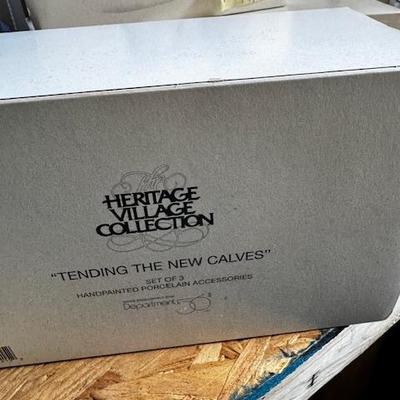 The
HERITAGE
VILLAGE
COLLECTION
"TENDING THE NEW CALVES"
SET OF 3
HANDPAINTED PORCELAIN ACCESSORIES
Department 56